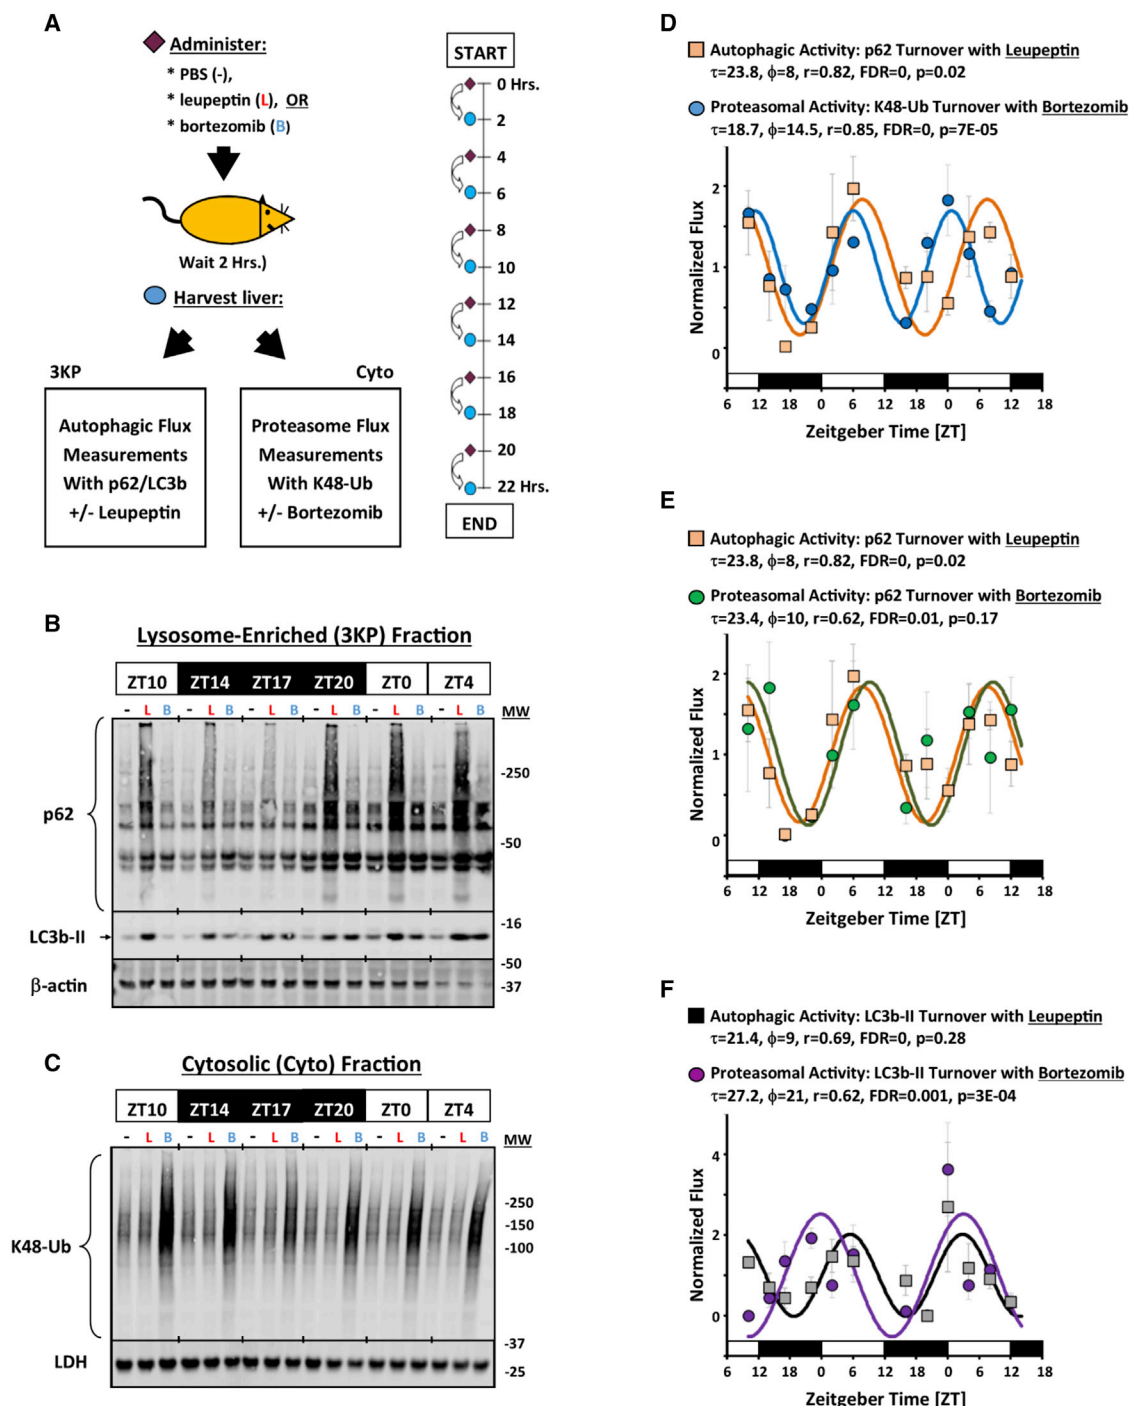 A
Administer:
* PBS (-),
* leupeptin (L), OR
* bortezomib (B)
Wait 2 Hrs.)
Harvest liver:
3KP
Cyto
Autophagic Flux
Measurements
With p62/LC3b
+/- Leupeptin
Proteasome Flux
Measurements
With K48-Ub
+/- Bortezomib
START
0 Hrs.
2
4
6
8
10
12
14
16
18
20
22 Hrs.
END
B
Lysosome-Enriched (3KP) Fraction
ZT10 ZT14 ZT17 ZT20 ZT0 ZT4
- L B - L B - L B - L B - L B - L B MW
p62
-250
-50
LC3b-II
-16
β-actin
-50
-37
C
Cytosolic (Cyto) Fraction
ZT10 ZT14 ZT17 ZT20 ZT0 ZT4
- L B - L B - L B - L B - L B - L B MW
K48-Ub
-250
-150
-100
-37
LDH
-25
D
Autophagic Activity: p62 Turnover with Leupeptin
τ=23.8, ϕ=8, r=0.82, FDR=0, p=0.02
Proteasomal Activity: K48-Ub Turnover with Bortezomib
τ=18.7, ϕ=14.5, r=0.85, FDR=0, p=7E-05
Normalized Flux
2
1
0
6 12 18 0 6 12 18 0 6 12 18
Zeitgeber Time [ZT]
E
Autophagic Activity: p62 Turnover with Leupeptin
τ=23.8, ϕ=8, r=0.82, FDR=0, p=0.02
Proteasomal Activity: p62 Turnover with Bortezomib
τ=23.4, ϕ=10, r=0.62, FDR=0.01, p=0.17
Normalized Flux
2
1
0
6 12 18 0 6 12 18 0 6 12 18
Zeitgeber Time [ZT]
F
Autophagic Activity: LC3b-II Turnover with Leupeptin
τ=21.4, ϕ=9, r=0.69, FDR=0, p=0.28
Proteasomal Activity: LC3b-II Turnover with Bortezomib
τ=27.2, ϕ=21, r=0.62, FDR=0.001, p=3E-04
Normalized Flux
4
2
0
6 12 18 0 6 12 18 0 6 12 18
Zeitgeber Time [ZT]